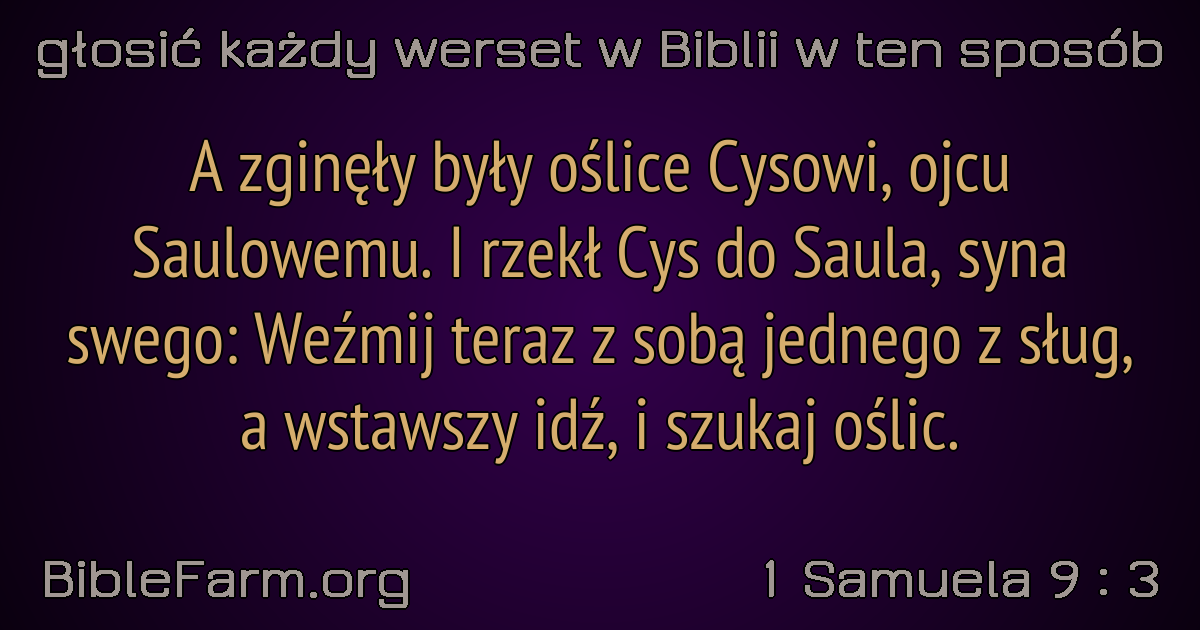 głosić każdy werset w Biblii w ten sposób
A zginęły były oślice Cysowi, ojcu
Saulowemu. I rzekł Cys do Saula, syna
swego: Weźmij teraz z sobą jednego z sług,
a wstawszy idź, i szukaj oślic.
BibleFarm.org
1 Samuela 9 : 3